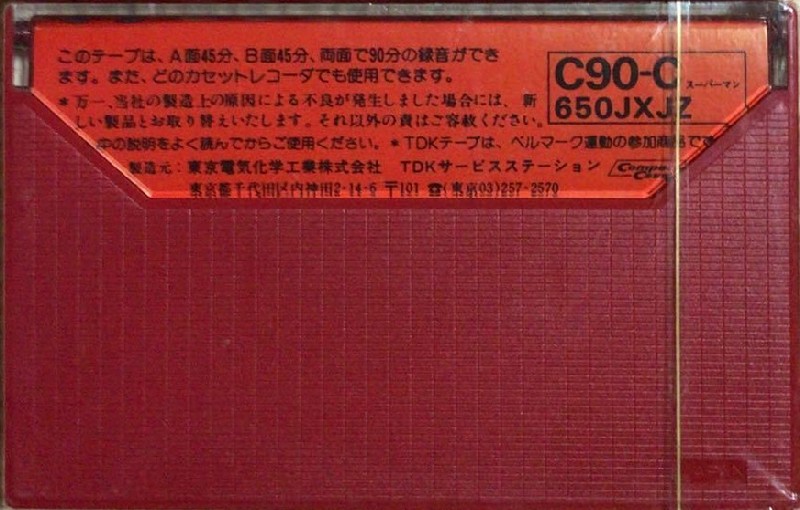 このテープは、A面45分、B面45分、両面で90分の録音ができ
ます。また、どのカセットレコーダでも使用できます。
C90-C スーパーマン
650JXJZ
*万一、当社の製造上の原因による不良が発生しました場合には、新
しい製品とお取り替えいたします。それ以外の責はご容赦ください。
中の説明をよく読んでからご使用ください。*TDKテープは、ベルマーク運動の参加商品です
製造元:東京電気化学工業株式会社 TDKサービスステーション
東京都千代田区内神田2-14-6 〒101 ☎(東京03)257-2570